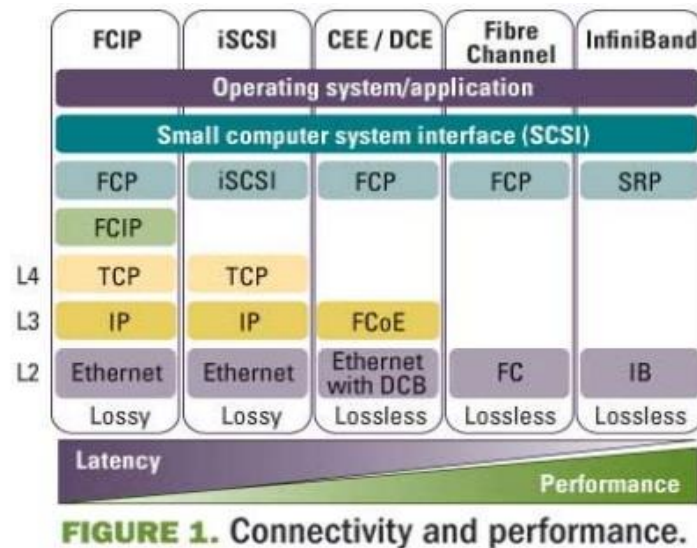 FCIP iSCSI CEE / DCE Fibre Channel InfiniBand
Operating system/application
Small computer system interface (SCSI)
FCP iSCSI FCP FCP SRP
FCIP
L4 TCP TCP
L3 IP IP FCoE
L2 Ethernet Ethernet Ethernet with DCB FC IB
Lossy Lossy Lossless Lossless Lossless
Latency
Performance
FIGURE 1. Connectivity and performance.